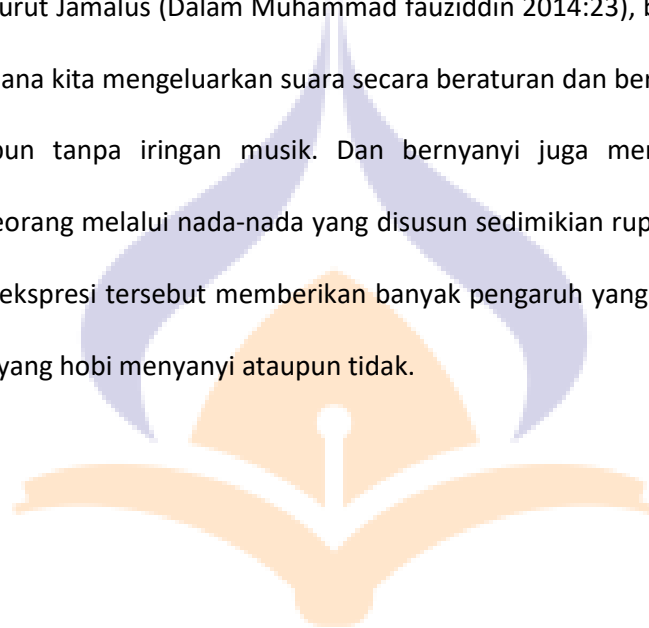 urut Jamalus (Dalam Muhammad fauziddin 2014:23), b
ana kita mengeluarkan suara secara beraturan dan ber
pun tanpa iringan musik. Dan bernyanyi juga mer
eorang melalui nada-nada yang disusun sedimikian rup
ekspresi tersebut memberikan banyak pengaruh yang
yang hobi menyanyi ataupun tidak.